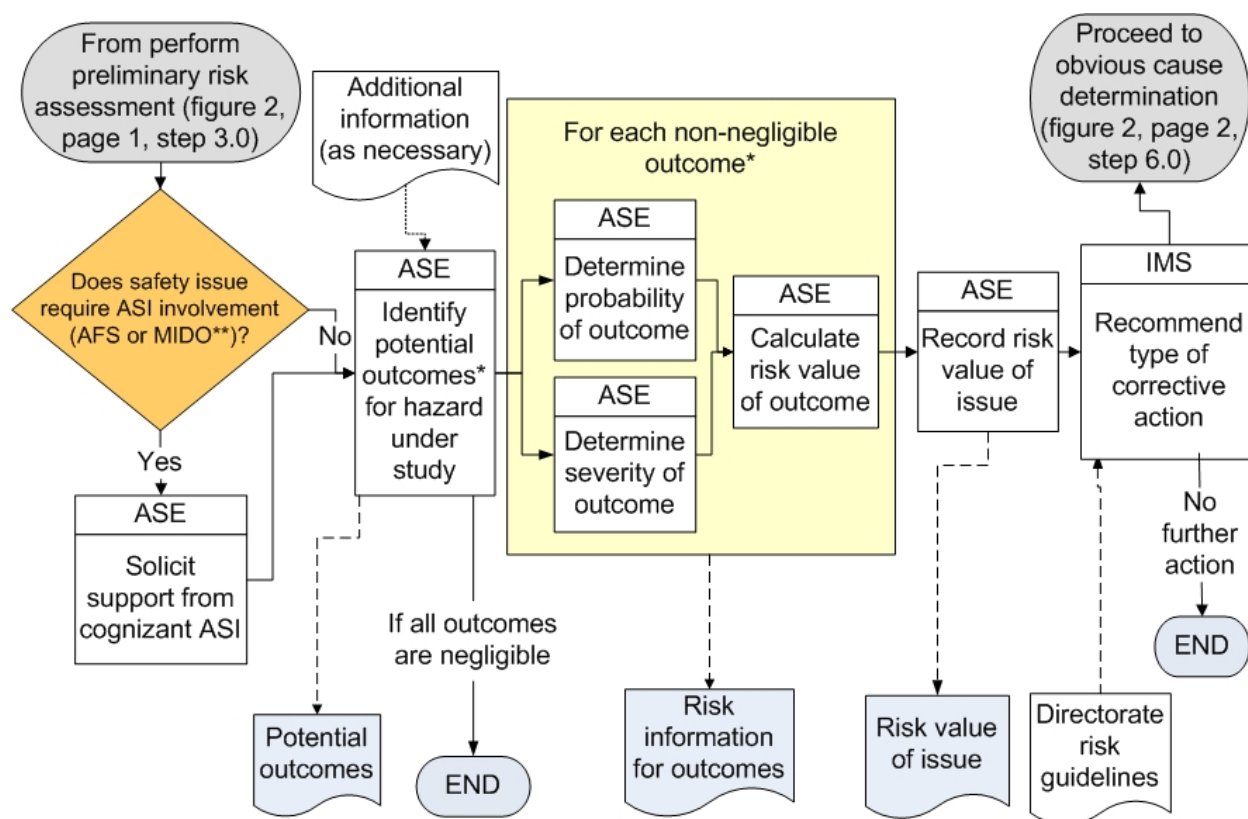 From perform
preliminary risk
assessment (figure 2,
page 1, step 3.0)
Does safety issue
require ASI involvement
(AFS or MIDO**)?
No
Yes
ASE
Solicit
support from
cognizant ASI
Additional
information
(as necessary)
ASE
Identify
potential
outcomes*
for hazard
under
study
Potential
outcomes
If all outcomes
are negligible
END
For each non-negligible
outcome*
ASE
Determine
probability
of outcome
ASE
Determine
severity of
outcome
ASE
Calculate
risk value
of outcome
Risk
information
for outcomes
ASE
Record risk
value of
issue
Risk value
of issue
Proceed to
obvious cause
determination
(figure 2, page 2,
step 6.0)
IMS
Recommend
type of
corrective
action
No
further
action
END
Directorate
risk
guidelines